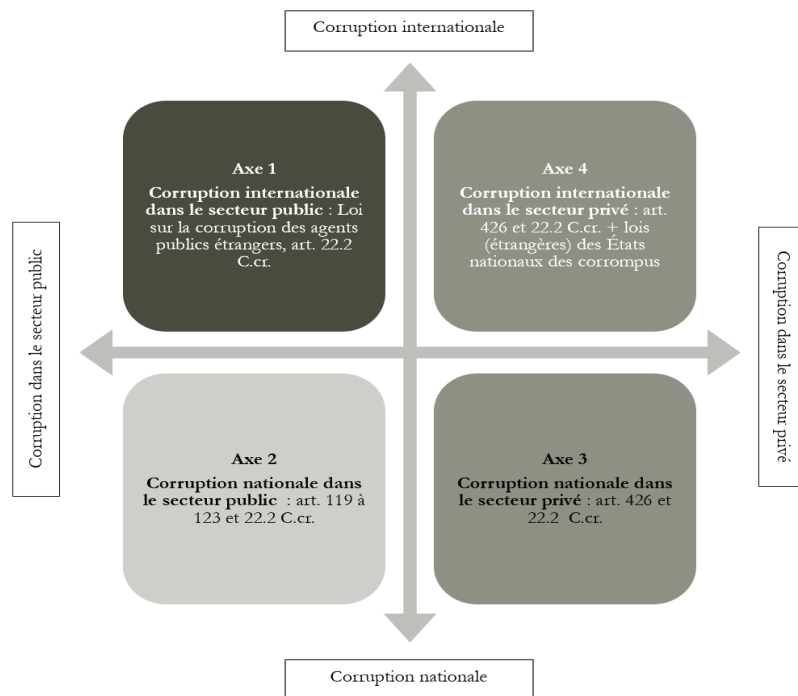 Corruption internationale
Axe 1
Corruption internationale
dans le secteur public : Loi
sur la corruption des agents
publics étrangers, art. 22.2
C.cr.
Axe 4
Corruption internationale
dans le secteur privé : art.
426 et 22.2 C.cr. + lois
(étrangères) des États
nationaux des corrompus
Corruption dans le secteur public
Corruption dans le secteur privé
Axe 2
Corruption nationale dans
le secteur public : art. 119 à
123 et 22.2 C.cr.
Axe 3
Corruption nationale dans
le secteur privé : art. 426 et
22.2 C.cr.
Corruption nationale